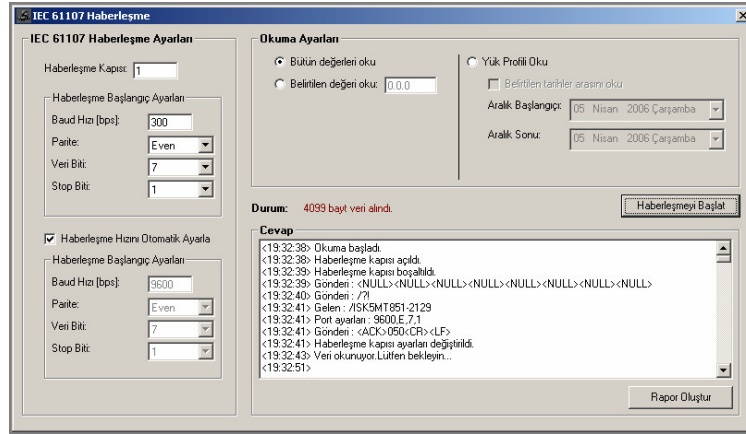 IEC 61107 Haberleşme
IEC 61107 Haberleşme Ayarları
Haberleşme Kapısı: 1
Haberleşme Başlangıç Ayarları
Baud Hızı [bps]: 300
Parite: Even
Veri Biti: 7
Stop Biti: 1
Haberleşme Hızını Otomatik Ayarla
Haberleşme Başlangıç Ayarları
Baud Hızı [bps]: 9600
Parite: Even
Veri Biti: 7
Stop Biti: 1
Okuma Ayarları
Bütün değerleri oku
Belirtilen değeri oku: 0.0.0
Yük Profili Oku
Belirtilen tarihler arasını oku
Aralık Başlangıçı: 05 Nisan 2006 Çarşamba
Aralık Sonu: 05 Nisan 2006 Çarşamba
Durum: 4099 bayt veri alındı.
Haberleşmeyi Başlat
Cevap
<19:32:38> Okuma başladı.
<19:32:38> Haberleşme kapısı açıldı.
<19:32:39> Haberleşme kapısı boşaltıldı.
<19:32:39> Gönderi : <NULL><NULL><NULL><NULL><NULL><NULL><NULL>
<19:32:40> Gönderi : /?!
<19:32:41> Gelen : /ISK5MT851-2129
<19:32:41> Port ayarları : 9600,E,7,1
<19:32:41> Gönderi : <ACK>050<CR><LF>
<19:32:41> Haberleşme kapısı ayarları değiştirildi.
<19:32:43> Veri okunuyor.Lütfen bekleyin...
<19:32:51>
Rapor Oluştur